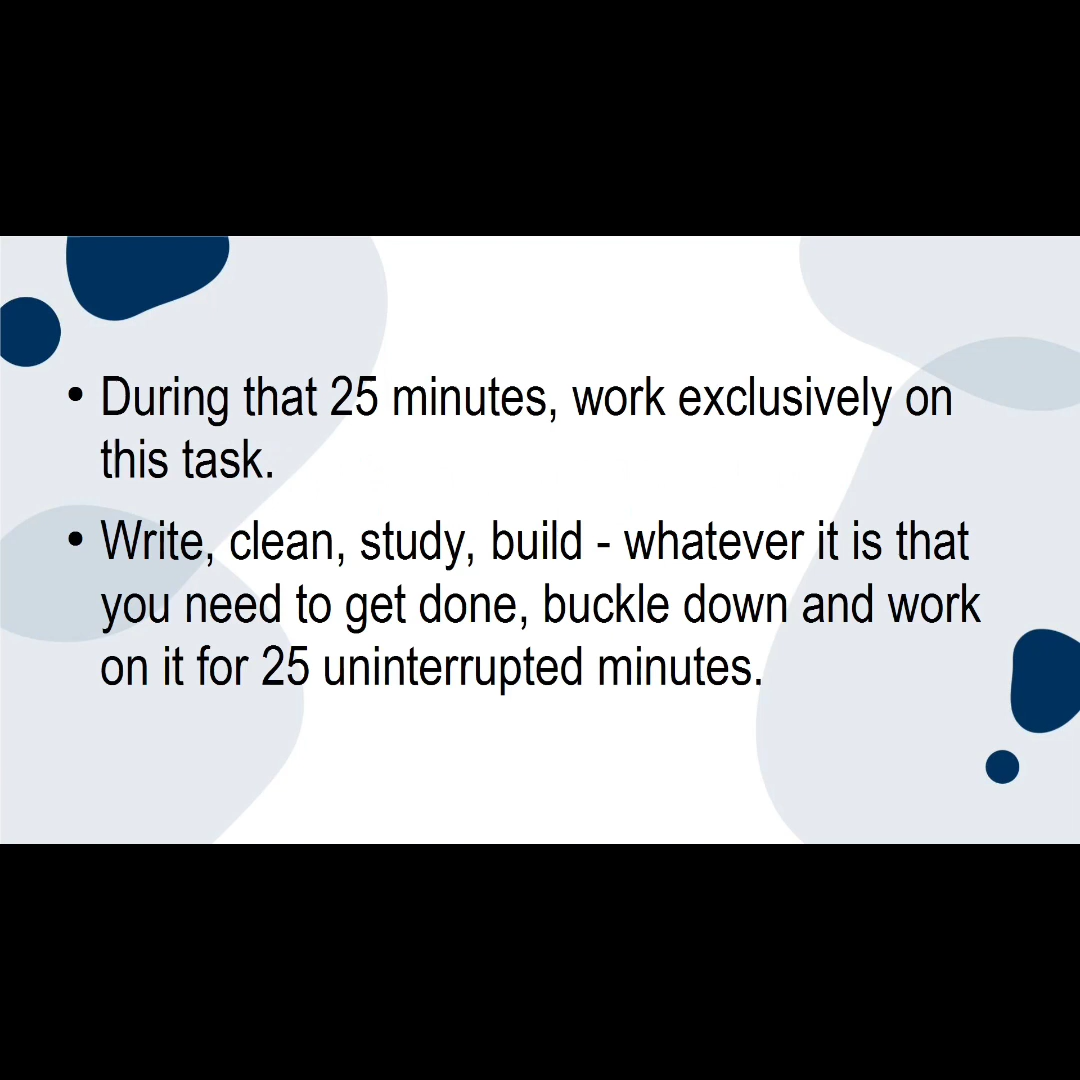 • During that 25 minutes, work exclusively on
this task.
• Write, clean, study, build - whatever it is that
you need to get done, buckle down and work
on it for 25 uninterrupted minutes.